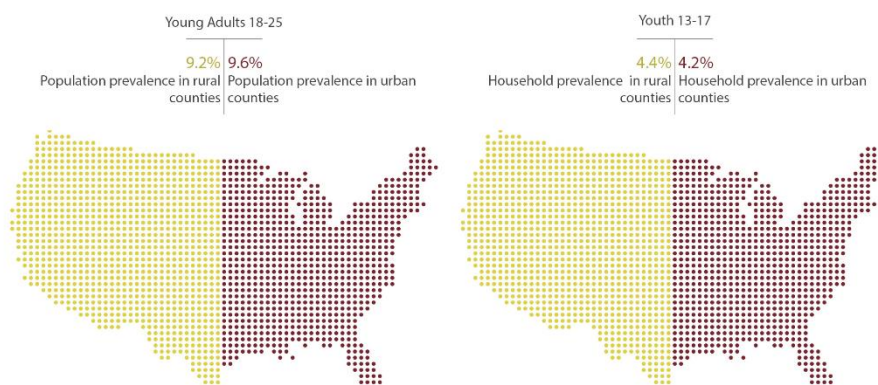 Young Adults 18-25
9.2% 9.6%
Population prevalence in rural counties
Population prevalence in urban counties
Youth 13-17
4.4% 4.2%
Household prevalence in rural counties
Household prevalence in urban counties